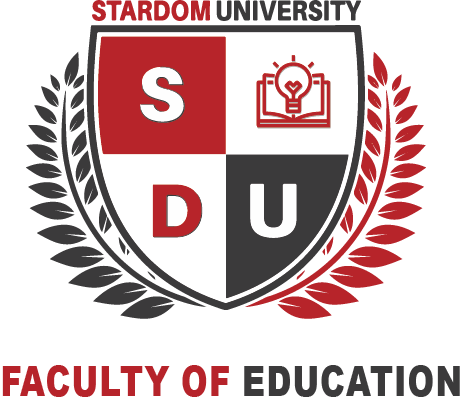 STARDOM UNIVERSITY
S
D U
FACULTY OF EDUCATION